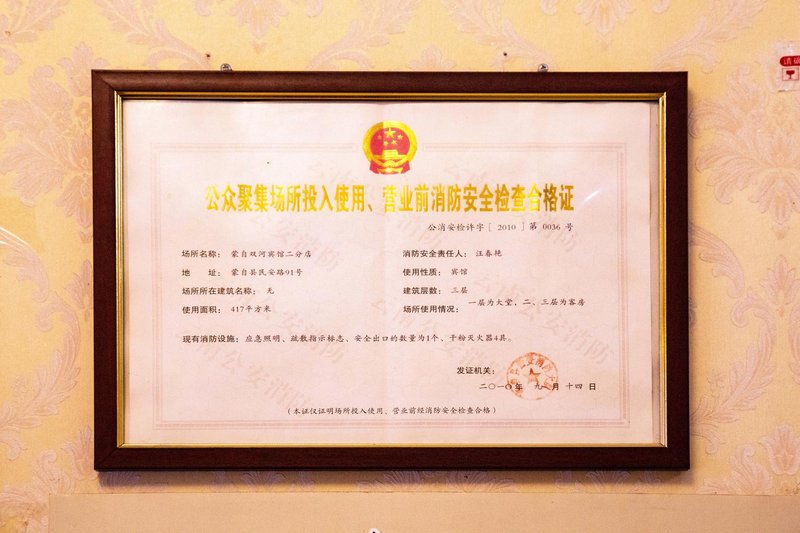 公众聚集场所投入使用、营业前消防安全检查合格证
公消安检许字[2010]第0036号
场所名称：蒙自双河宾馆二分店
消防安全责任人：汪春艳
地 址：蒙自县民安路91号
使用性质：宾馆
场所所在建筑名称：无
建筑层数：三层
使用面积：417平方米
场所使用情况：一层为大堂，二、三层为客房
现有消防设施：应急照明、疏散指示标志、安全出口的数量为1个、干粉灭火器4具。
发证机关：
二〇一〇年 九 月 十四 日
（本证仅证明场所投入使用、营业前经消防安全检查合格）